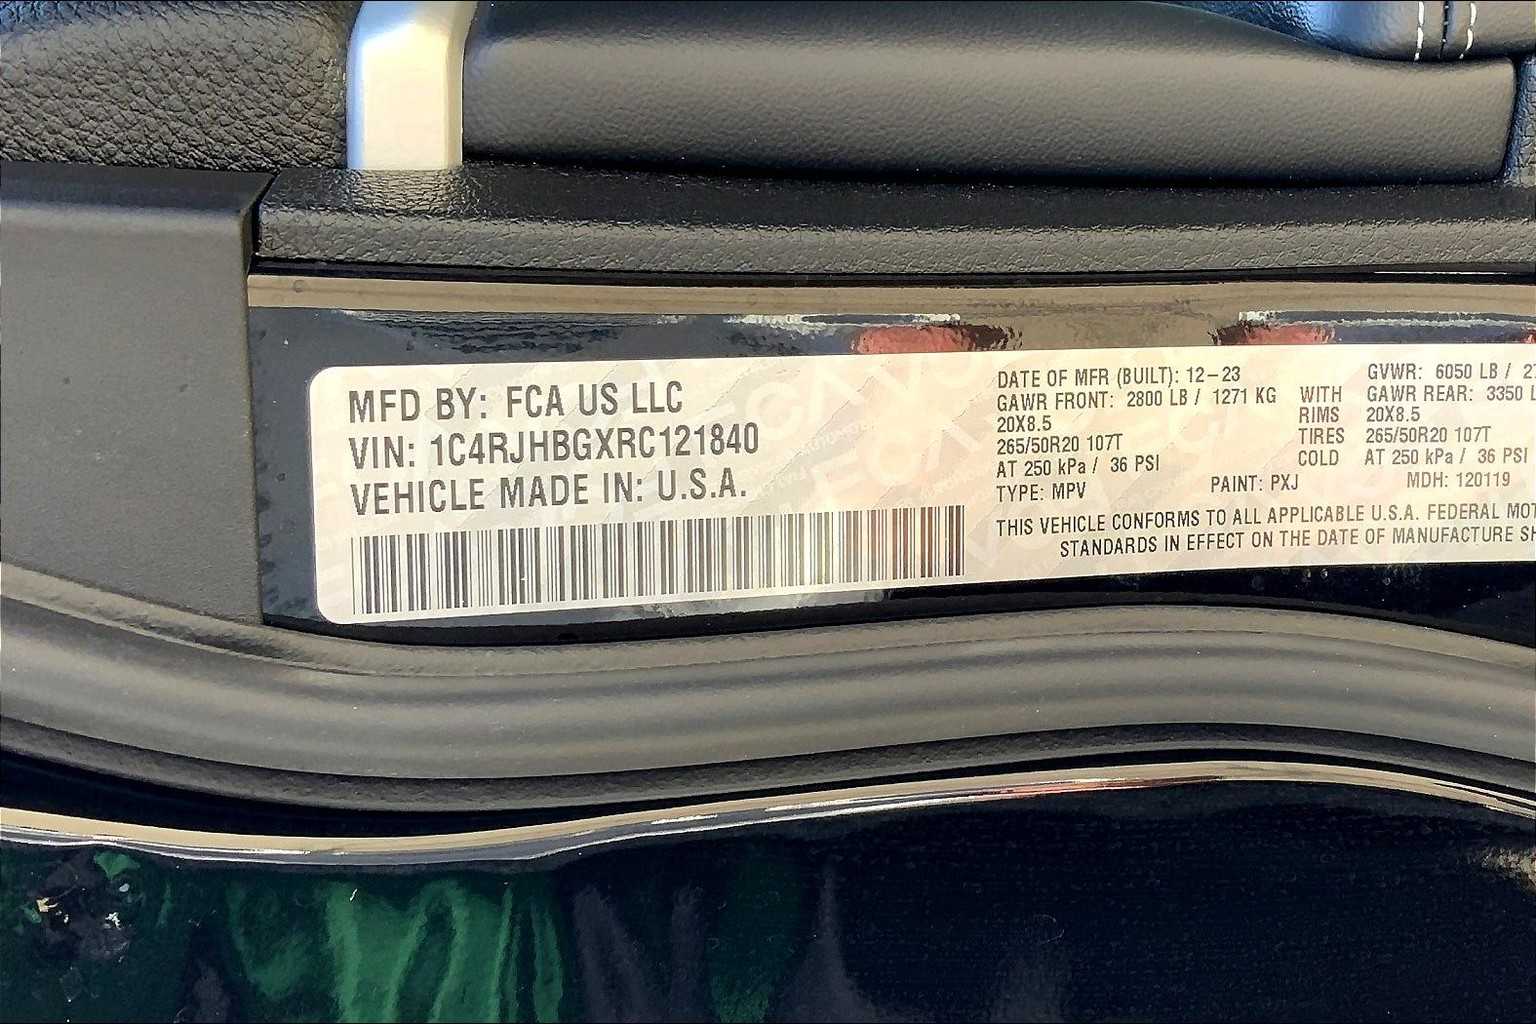 MFD BY: FCA US LLC
VIN: 1C4RJHBGXRC121840
VEHICLE MADE IN: U.S.A.
DATE OF MFR (BUILT): 12-23 GVWR: 6050 LB /
GAWR FRONT: 2800 LB / 1271 KG WITH GAWR REAR: 3350
20X8.5 RIMS 20X8.5
265/50R20 107T TIRES 265/50R20 107T
AT 250 kPa / 36 PSI COLD AT 250 kPa / 36 PSI
TYPE: MPV PAINT: PXJ MDH: 120119
THIS VEHICLE CONFORMS TO ALL APPLICABLE U.S.A. FEDERAL MOT
STANDARDS IN EFFECT ON THE DATE OF MANUFACTURE SH